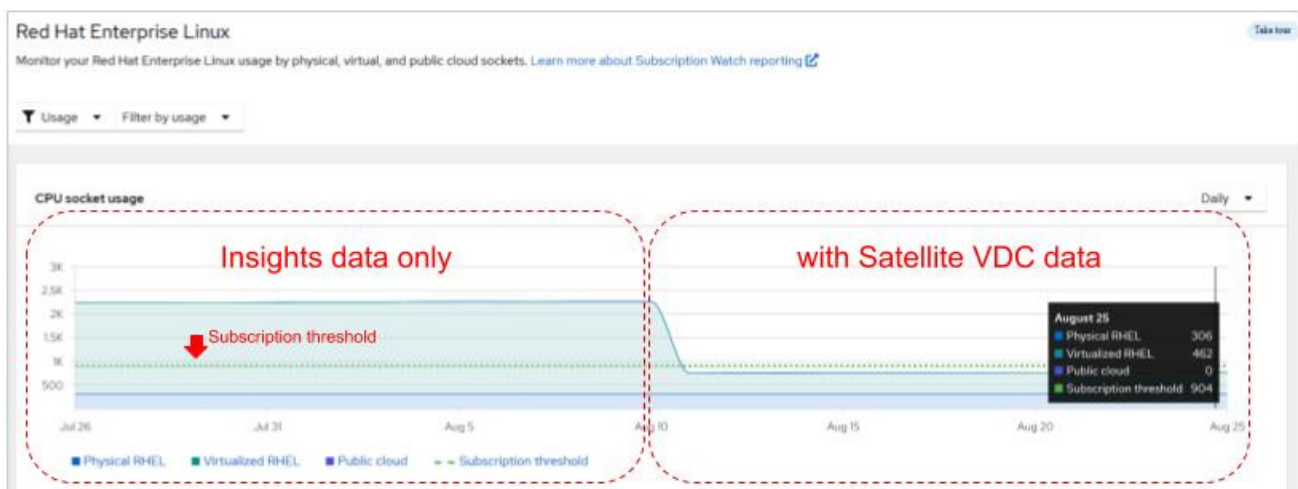 Red Hat Enterprise Linux
Take tour
Monitor your Red Hat Enterprise Linux usage by physical, virtual, and public cloud sockets. Learn more about Subscription Watch reporting
Usage Filter by usage
CPU socket usage
Daily
Insights data only
with Satellite VDC data
3K
2.5K
2K
1.5K
1K
500
Subscription threshold
August 25
Physical RHEL 306
Virtualized RHEL 462
Public cloud 0
Subscription threshold 904
Jul 26 Jul 31 Aug 5 Aug 10 Aug 15 Aug 20 Aug 25
Physical RHEL Virtualized RHEL Public cloud Subscription threshold